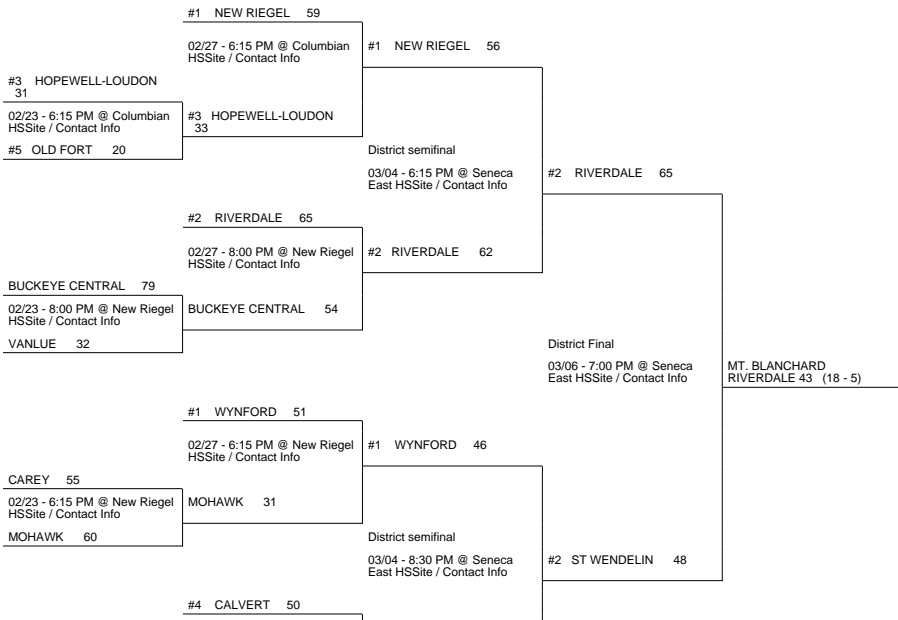 #1 NEW RIEGEL 59
02/27 - 6:15 PM @ Columbian
HSSite / Contact Info
#1 NEW RIEGEL 56
#3 HOPEWELL-LOUDON
31
02/23 - 6:15 PM @ Columbian
HSSite / Contact Info
#3 HOPEWELL-LOUDON
33
#5 OLD FORT 20
District semifinal
03/04 - 6:15 PM @ Seneca
East HSSite / Contact Info
#2 RIVERDALE 65
#2 RIVERDALE 65
02/27 - 8:00 PM @ New Riegel
HSSite / Contact Info
#2 RIVERDALE 62
BUCKEYE CENTRAL 79
02/23 - 8:00 PM @ New Riegel
HSSite / Contact Info
BUCKEYE CENTRAL 54
VANLUE 32
District Final
03/06 - 7:00 PM @ Seneca
East HSSite / Contact Info
MT. BLANCHARD
RIVERDALE 43 (18 - 5)
#1 WYNFORD 51
02/27 - 6:15 PM @ New Riegel
HSSite / Contact Info
#1 WYNFORD 46
CAREY 55
02/23 - 6:15 PM @ New Riegel
HSSite / Contact Info
MOHAWK 31
MOHAWK 60
District semifinal
03/04 - 8:30 PM @ Seneca
East HSSite / Contact Info
#2 ST WENDELIN 48
#4 CALVERT 50